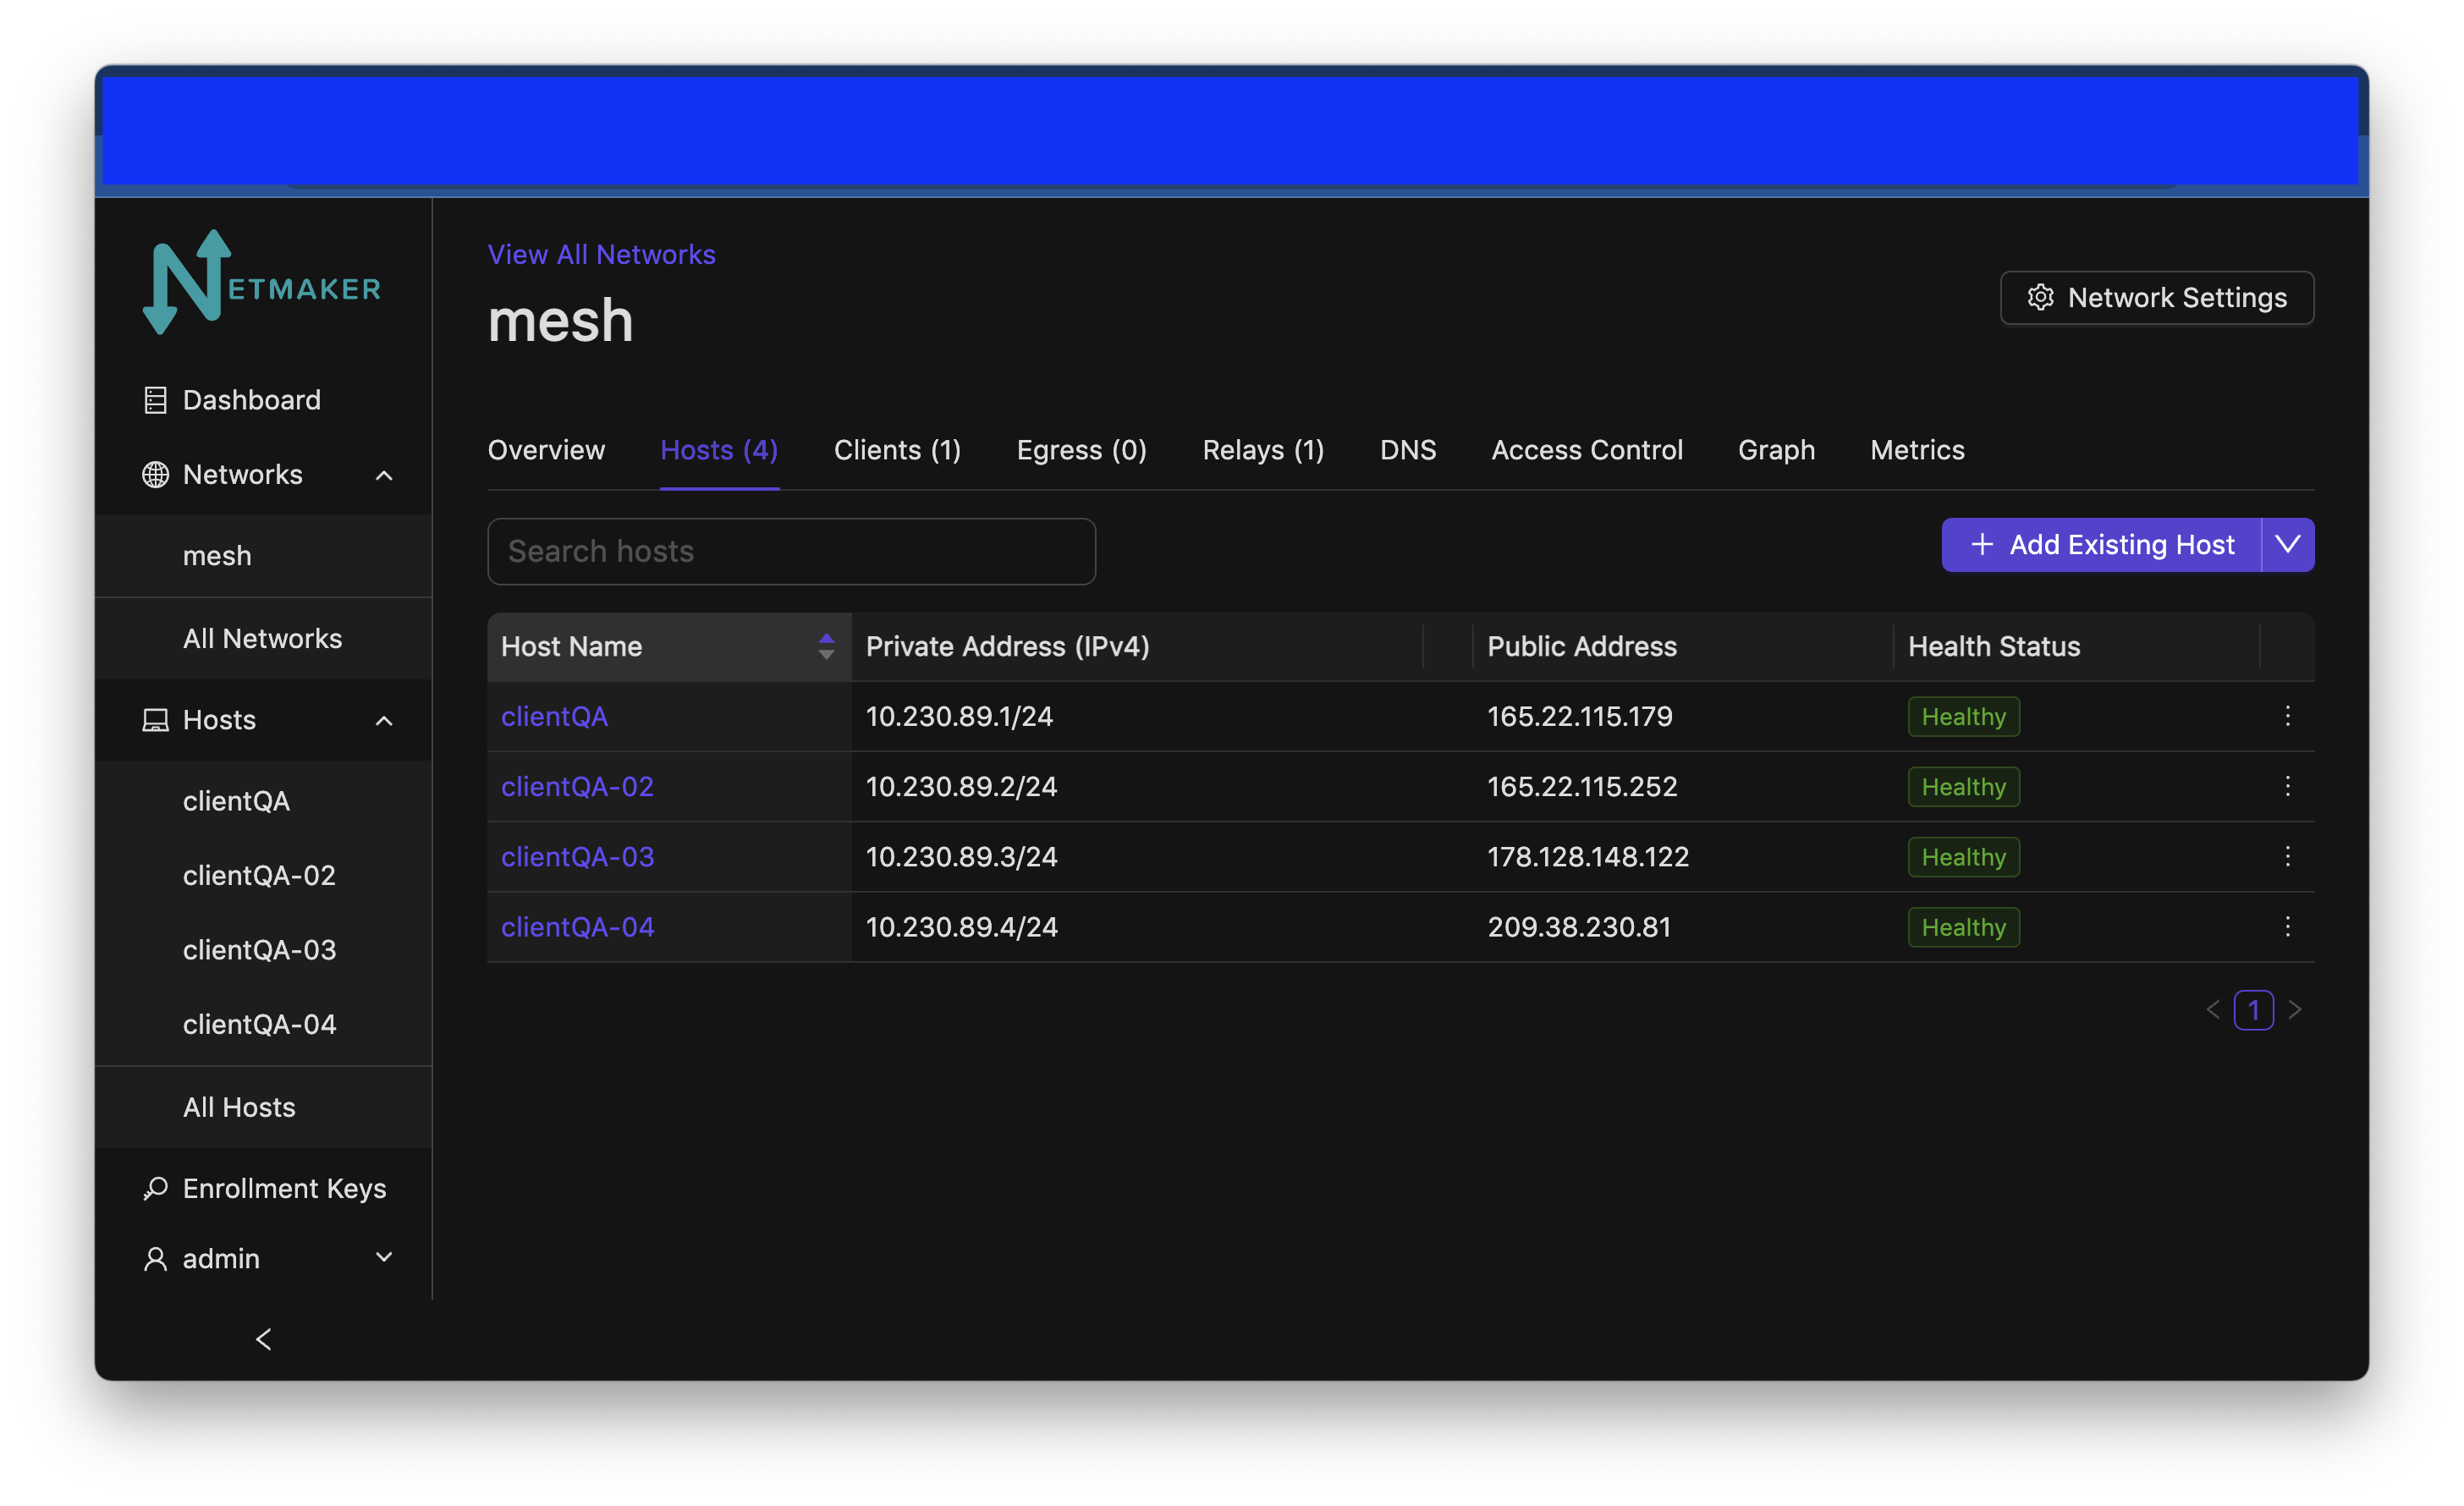 NETMAKER
Dashboard
Networks
mesh
All Networks
Hosts
clientQA
clientQA-02
clientQA-03
clientQA-04
All Hosts
Enrollment Keys
admin
View All Networks
mesh
Network Settings
Overview Hosts (4) Clients (1) Egress (0) Relays (1) DNS Access Control Graph Metrics
Search hosts
Add Existing Host
Host Name Private Address (IPv4) Public Address Health Status
clientQA 10.230.89.1/24 165.22.115.179 Healthy
clientQA-02 10.230.89.2/24 165.22.115.252 Healthy
clientQA-03 10.230.89.3/24 178.128.148.122 Healthy
clientQA-04 10.230.89.4/24 209.38.230.81 Healthy
1